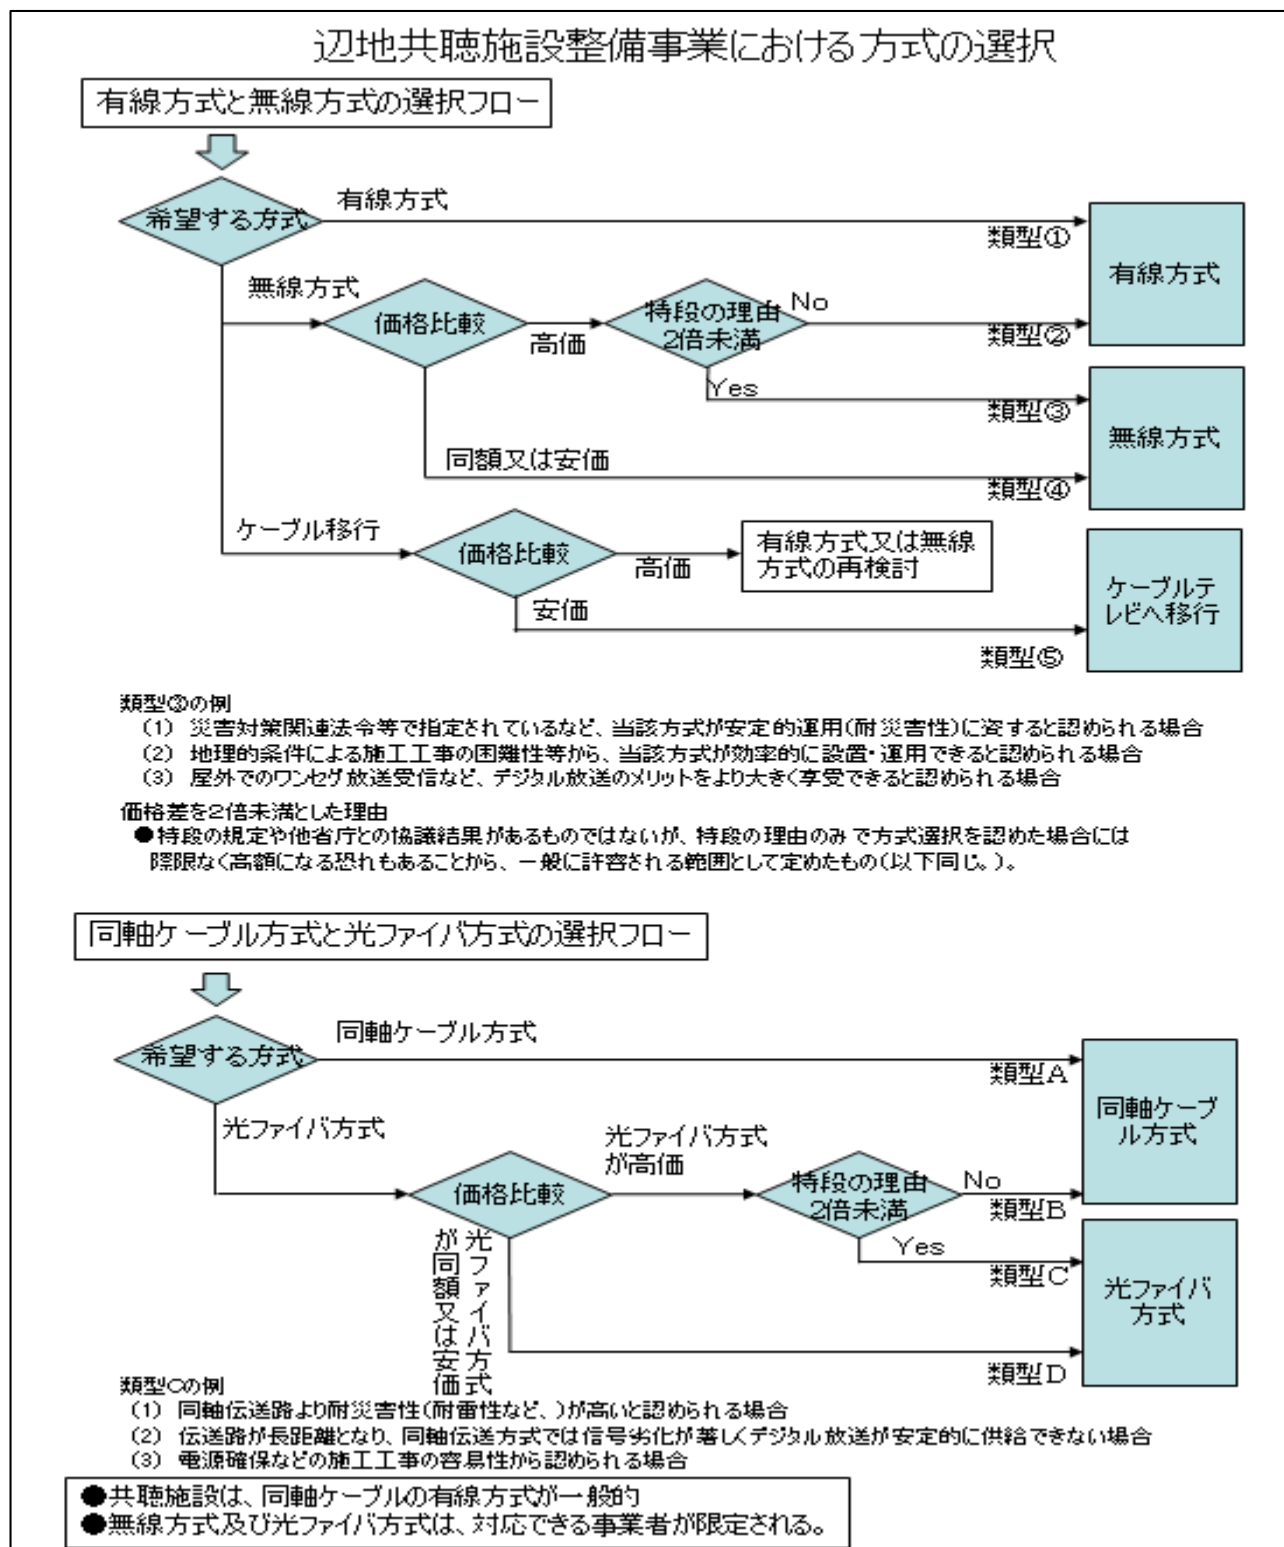 辺地共聴施設整備事業における方式の選択
有線方式と無線方式の選択フロー
希望する方式
有線方式
類型①
有線方式
無線方式
価格比較
高価
特段の理由
2倍未満
No
類型②
Yes
類型③
無線方式
同額又は安価
類型④
ケーブル移行
価格比較
高価
有線方式又は無線
方式の再検討
安価
類型⑤
ケーブルテ
レビへ移行
類型③の例
(1) 災害対策関連法令等で指定されているなど、当該方式が安定的運用(耐災害性)に資すると認められる場合
(2) 地理的条件による施工工事の困難性等から、当該方式が効率的に設置・運用できると認められる場合
(3) 屋外でのワンセグ放送受信など、デジタル放送のメリットをより大きく享受できると認められる場合
価格差を2倍未満とした理由
●特段の規定や他省庁との協議結果があるものではないが、特段の理由のみで方式選択を認めた場合には
際限なく高額になる恐れもあることから、一般に許容される範囲として定めたもの(以下同じ。)。
同軸ケーブル方式と光ファイバ方式の選択フロー
希望する方式
同軸ケーブル方式
類型A
同軸ケーブ
ル方式
光ファイバ方式
価格比較
光ファイバ方式
が高価
特段の理由
2倍未満
No
類型B
Yes
類型C
光ファイバ
方式
光ファイバ方式
が同額又は安価
類型D
類型Cの例
(1) 同軸伝送路より耐災害性(耐雷性など、)が高いと認められる場合
(2) 伝送路が長距離となり、同軸伝送方式では信号劣化が著しくデジタル放送が安定的に供給できない場合
(3) 電源確保などの施工工事の容易性から認められる場合
●共聴施設は、同軸ケーブルの有線方式が一般的
●無線方式及び光ファイバ方式は、対応できる事業者が限定される。